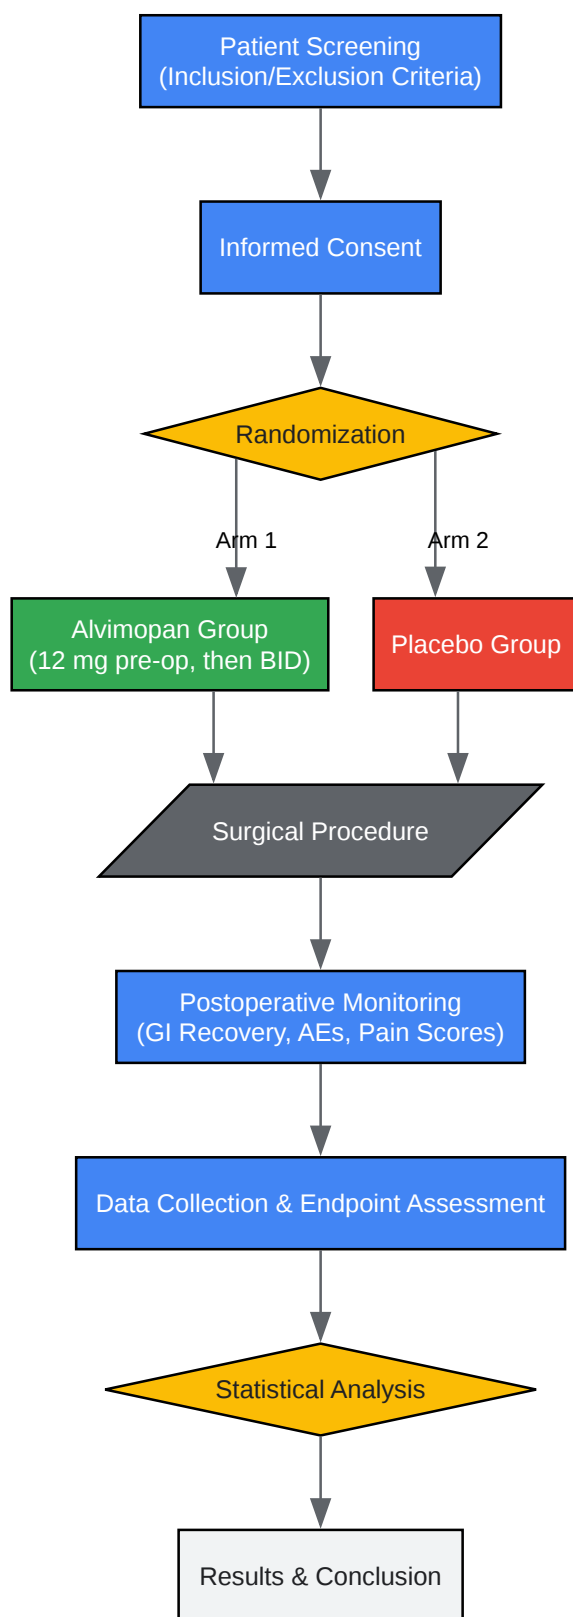 Patient Screening
(Inclusion/Exclusion Criteria)
Informed Consent
Randomization
Arm 1
Arm 2
Alvimopan Group
(12 mg pre-op, then BID)
Placebo Group
Surgical Procedure
Postoperative Monitoring
(GI Recovery, AEs, Pain Scores)
Data Collection & Endpoint Assessment
Statistical Analysis
Results & Conclusion